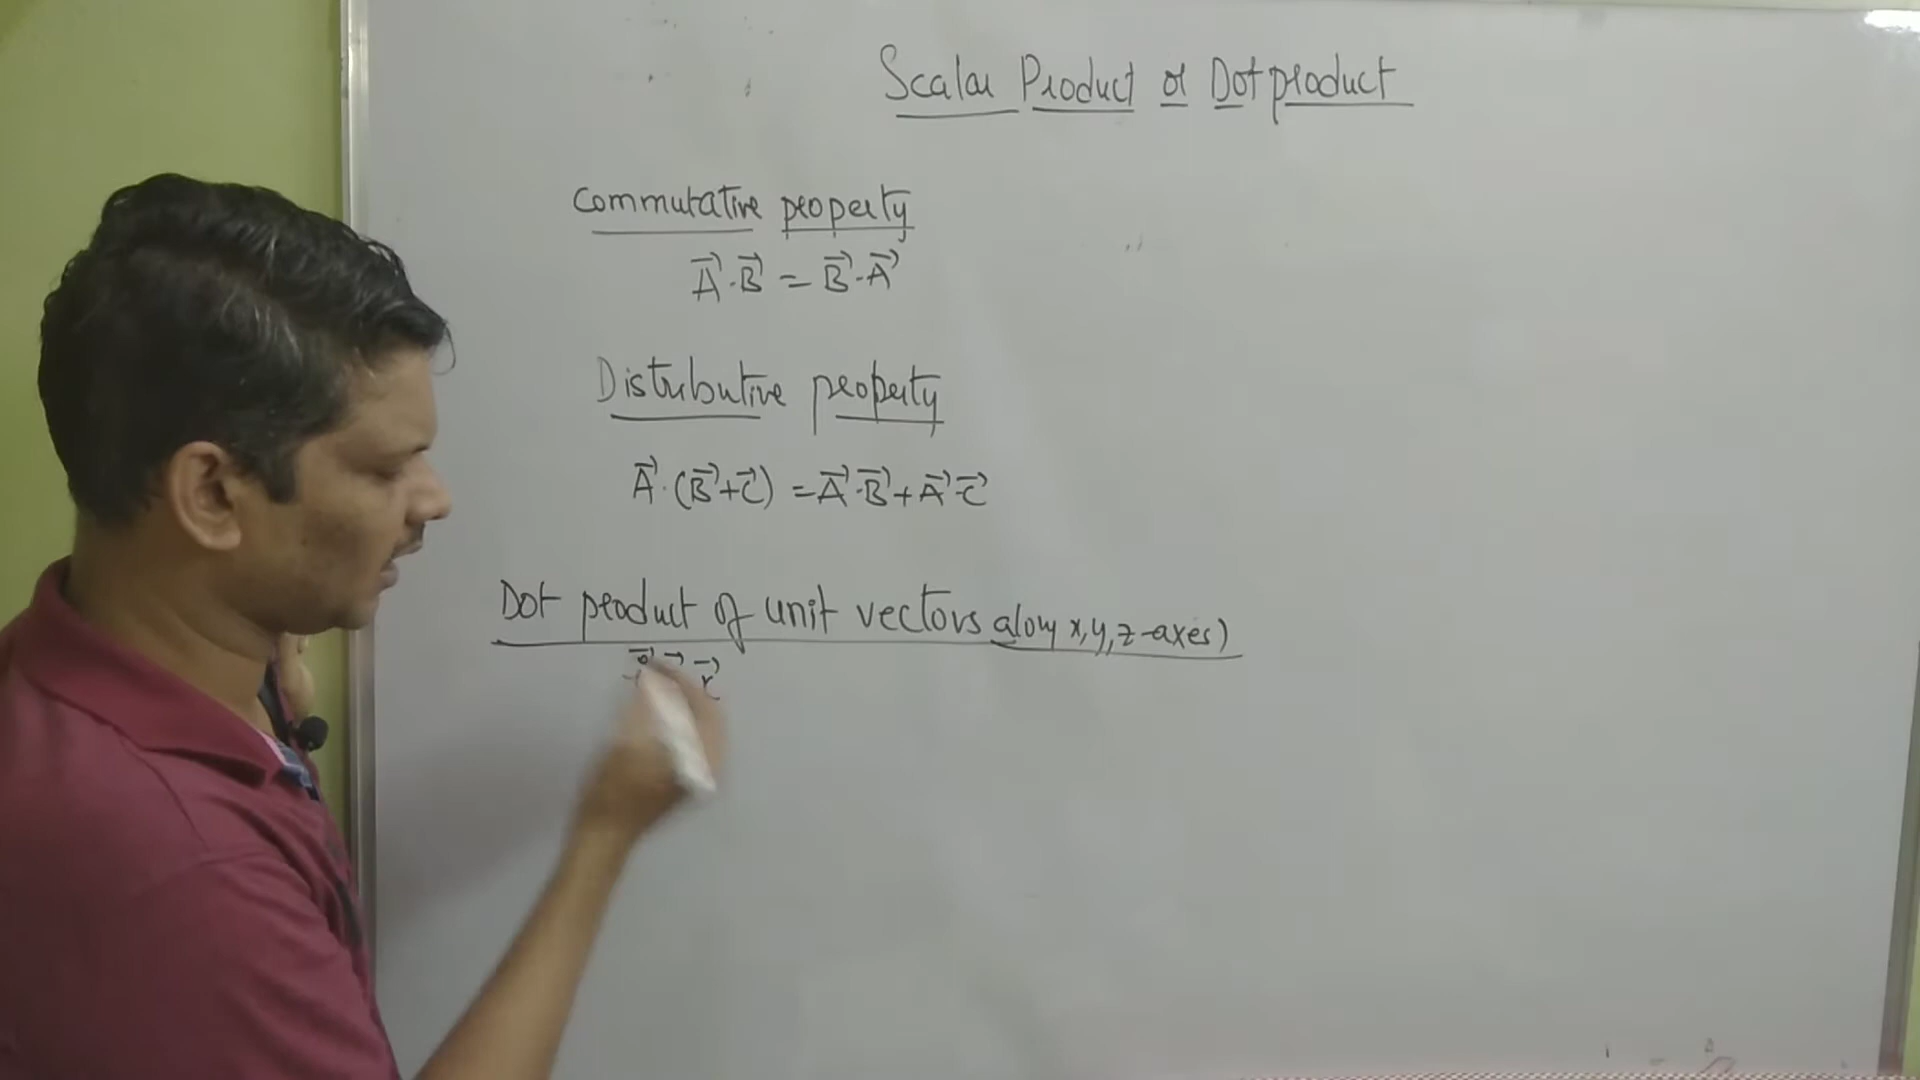 Scalar Product or Dot product
Commutative property
A⃗·B⃗ = B⃗·A⃗
Distributive property
A⃗·(B⃗+C⃗) = A⃗·B⃗+A⃗·C⃗
Dot product of unit vectors along x,y,z-axes)